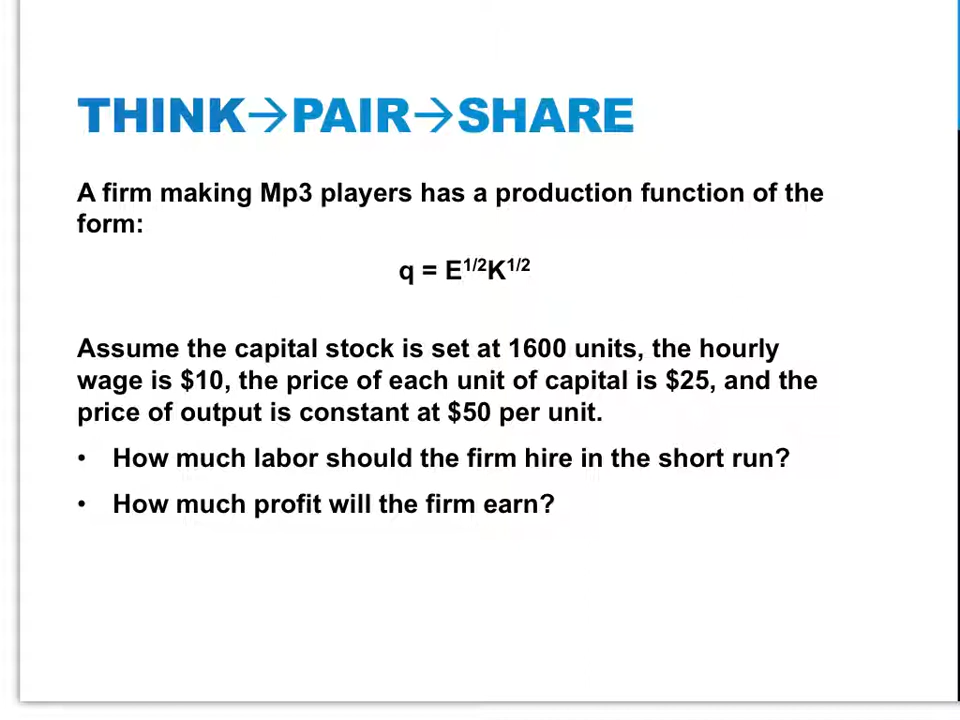 THINK→PAIR→SHARE
A firm making Mp3 players has a production function of the
form:
q = E^1/2K^1/2
Assume the capital stock is set at 1600 units, the hourly
wage is $10, the price of each unit of capital is $25, and the
price of output is constant at $50 per unit.
• How much labor should the firm hire in the short run?
• How much profit will the firm earn?